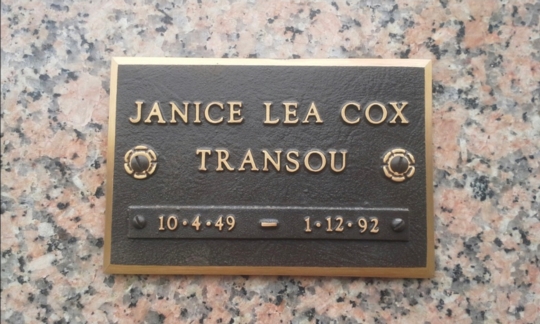 JANICE LEA COX
TRANSOU
10•4•49 – 1•12•92